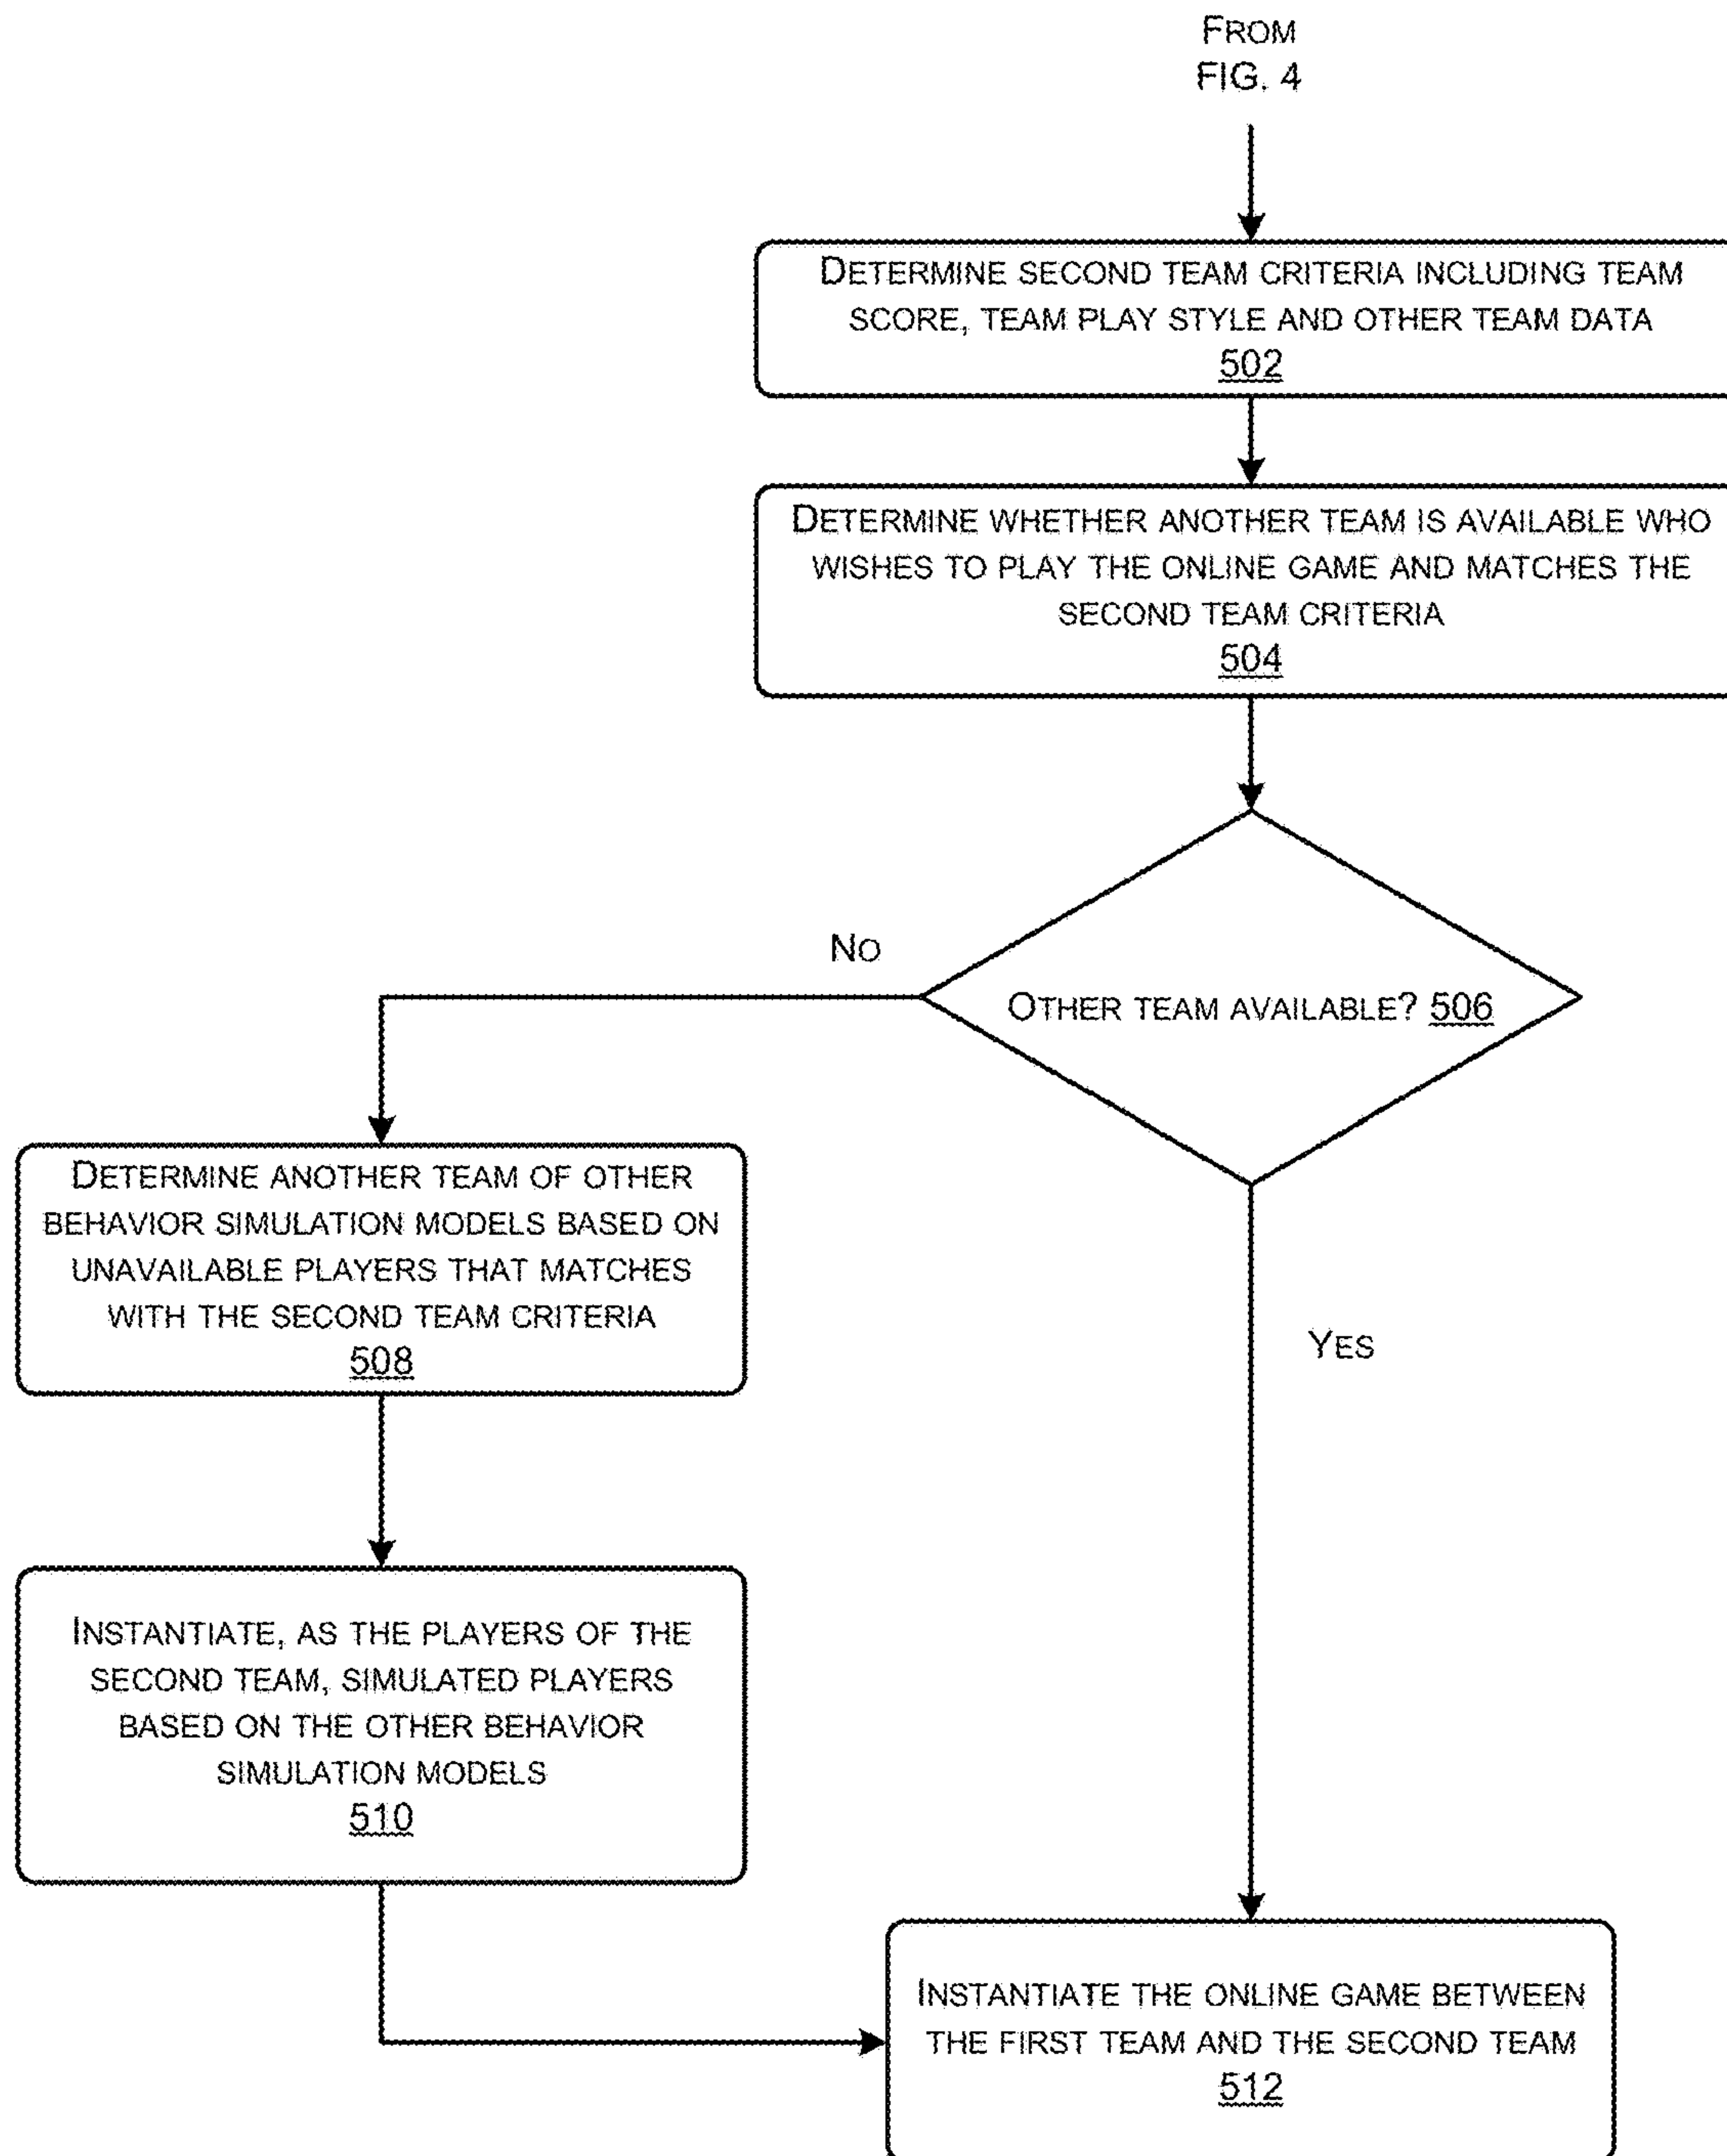 FROM
FIG. 4
DETERMINE SECOND TEAM CRITERIA INCLUDING TEAM
SCORE, TEAM PLAY STYLE AND OTHER TEAM DATA
502
DETERMINE WHETHER ANOTHER TEAM IS AVAILABLE WHO
WISHES TO PLAY THE ONLINE GAME AND MATCHES THE
SECOND TEAM CRITERIA
504
NO
OTHER TEAM AVAILABLE? 506
DETERMINE ANOTHER TEAM OF OTHER
BEHAVIOR SIMULATION MODELS BASED ON
UNAVAILABLE PLAYERS THAT MATCHES
WITH THE SECOND TEAM CRITERIA
508
YES
INSTANTIATE, AS THE PLAYERS OF THE
SECOND TEAM, SIMULATED PLAYERS
BASED ON THE OTHER BEHAVIOR
SIMULATION MODELS
510
INSTANTIATE THE ONLINE GAME BETWEEN
THE FIRST TEAM AND THE SECOND TEAM
512